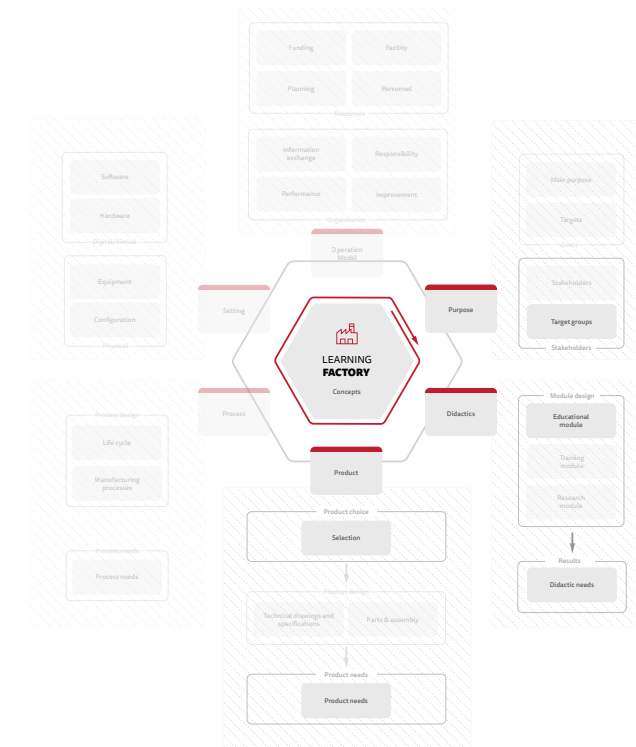 Funding
Facility
Planning
Personnel
Resources
Information
exchange
Responsibility
Performance
Improvement
Organisation
Operation
Model
Software
Hardware
Digital/Virtual
Equipment
Configuration
Physical
Setting
Main purpose
Targets
Goals
Stakeholders
Target groups
Stakeholders
Purpose
LEARNING
FACTORY
Concepts
Process
Didactics
Product
Process design
Life cycle
Manufacturing
processes
Process needs
Process needs
Module design
Educational
module
Training
module
Research
module
Results
Didactic needs
Product choice
Selection
Product design
Technical drawings and
specifications
Parts & assembly
Product needs
Product needs